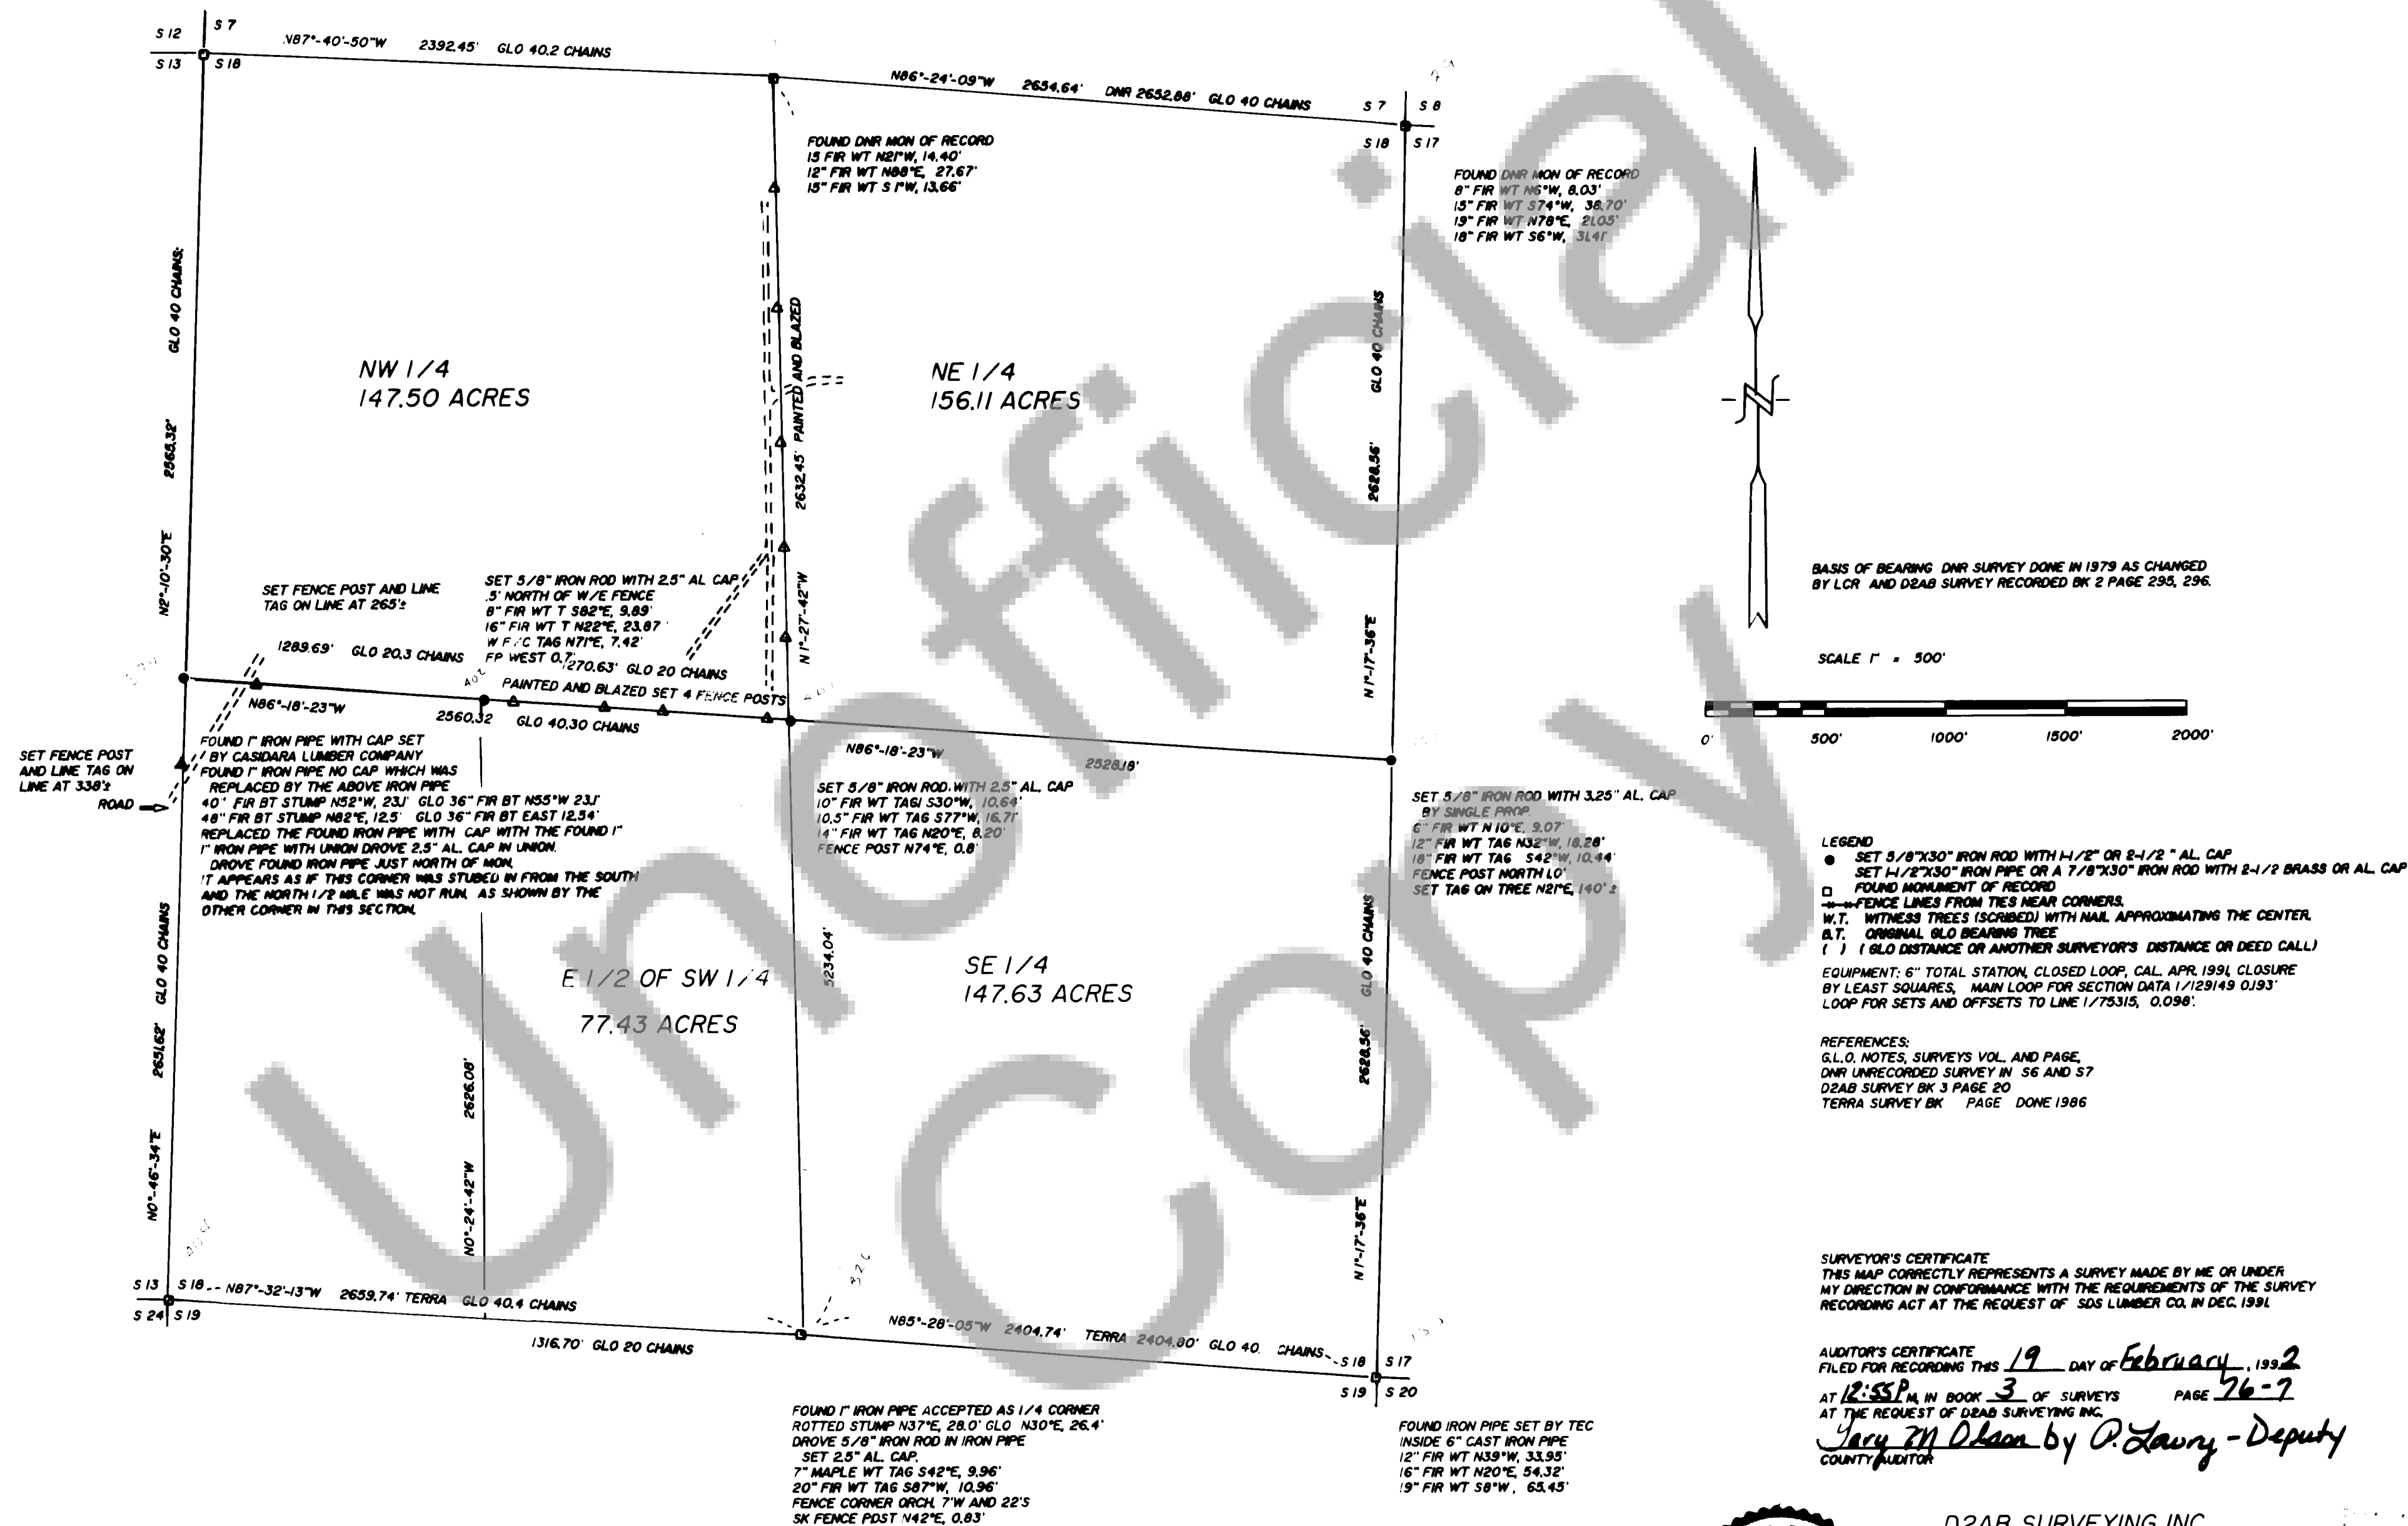 S 12 S 7
S 13 S 18
N87°-40'-50"W 2392.45' GLO 40.2 CHAINS
N86°-24'-09"W 2654.64' DNR 2652.88' GLO 40 CHAINS
S 7 S 8
S 18 S 17
FOUND DNR MON OF RECORD
15 FIR WT N21°W, 14.40'
12" FIR WT N88°E, 27.67'
15" FIR WT S 1°W, 13.66'
FOUND DNR MON OF RECORD
8" FIR WT N6°W, 8.03'
15" FIR WT S74°W, 38.70'
19" FIR WT N78°E, 21.05'
18" FIR WT S6°W, 31.41'
GLO 40 CHAINS:
N2°-10'-30"E
NW 1/4
147.50 ACRES
2632.45' PAINTED AND BLAZED
N 1°-27'-42"W
NE 1/4
156.11 ACRES
GLO 40 CHAINS
2628.56'
N 1°-17'-36"E
BASIS OF BEARING DNR SURVEY DONE IN 1979 AS CHANGED
BY LCR AND D2AB SURVEY RECORDED BK 2 PAGE 295, 296.
SCALE 1" = 500'
0' 500' 1000' 1500' 2000'
SET FENCE POST AND LINE
TAG ON LINE AT 265'±
SET 5/8" IRON ROD WITH 2.5" AL CAP
.5' NORTH OF W/E FENCE
8" FIR WT T S82°E, 9.89'
16" FIR WT T N22°E, 23.87'
W F/C TAG N71°E, 7.42'
FP WEST 0.7'
1289.69' GLO 20.3 CHAINS
1270.63' GLO 20 CHAINS
PAINTED AND BLAZED SET 4 FENCE POSTS
N86°-18'-23"W
2560.32 GLO 40.30 CHAINS
N86°-18'-23"W
2528.18'
SET FENCE POST
AND LINE TAG ON
LINE AT 338'±
ROAD
FOUND 1" IRON PIPE WITH CAP SET
BY CASIDARA LUMBER COMPANY
FOUND 1" IRON PIPE NO CAP WHICH WAS
REPLACED BY THE ABOVE IRON PIPE
40" FIR BT STUMP N52°W, 23.1' GLO 36" FIR BT N55°W 23.1'
48" FIR BT STUMP N82°E, 12.5' GLO 36" FIR BT EAST 12.54'
REPLACED THE FOUND IRON PIPE WITH CAP WITH THE FOUND 1"
1" IRON PIPE WITH UNION DROVE 2.5" AL. CAP IN UNION.
DROVE FOUND IRON PIPE JUST NORTH OF MON.
IT APPEARS AS IF THIS CORNER WAS STUBED IN FROM THE SOUTH
AND THE NORTH 1/2 MILE WAS NOT RUN, AS SHOWN BY THE
OTHER CORNER IN THIS SECTION.
SET 5/8" IRON ROD. WITH 2.5" AL. CAP
10" FIR WT TAG1 S30°W, 10.64'
10.5" FIR WT TAG S77°W, 16.71'
14" FIR WT TAG N20°E, 8.20'
FENCE POST N74°E, 0.8'
SET 5/8" IRON ROD WITH 3.25" AL. CAP
BY SINGLE PROP.
6" FIR WT N 10°E, 9.07'
12" FIR WT TAG N32°W, 18.28'
18" FIR WT TAG S42°W, 10.44'
FENCE POST NORTH 1.0'
SET TAG ON TREE N21°E, 140' ±
LEGEND
SET 5/8"X30" IRON ROD WITH 1-1/2" OR 2-1/2 " AL. CAP
SET 1-1/2"X30" IRON PIPE OR A 7/8"X30" IRON ROD WITH 2-1/2 BRASS OR AL. CAP
FOUND MONUMENT OF RECORD
FENCE LINES FROM TIES NEAR CORNERS.
W.T. WITNESS TREES (SCRIBED) WITH NAIL APPROXIMATING THE CENTER.
B.T. ORIGINAL GLO BEARING TREE
( ) ( GLO DISTANCE OR ANOTHER SURVEYOR'S DISTANCE OR DEED CALL)
EQUIPMENT: 6" TOTAL STATION, CLOSED LOOP, CAL. APR. 1991, CLOSURE
BY LEAST SQUARES, MAIN LOOP FOR SECTION DATA 1/129149 0.193'
LOOP FOR SETS AND OFFSETS TO LINE 1/75315, 0.098'.
REFERENCES:
G.L.O. NOTES, SURVEYS VOL. AND PAGE,
DNR UNRECORDED SURVEY IN S6 AND S7
D2AB SURVEY BK 3 PAGE 20
TERRA SURVEY BK PAGE DONE 1986
GLO 40 CHAINS
2651.62'
N0°-46'-34"E
2626.08'
N0°-24'-42"W
E 1/2 OF SW 1/4
77.43 ACRES
5234.04'
SE 1/4
147.63 ACRES
GLO 40 CHAINS
2628.56'
N 1°-17'-36"E
S 13 S 18
S 24 S 19
N87°-32'-13"W 2659.74' TERRA GLO 40.4 CHAINS
1316.70' GLO 20 CHAINS
N85°-28'-05"W 2404.74' TERRA 2404.80' GLO 40. CHAINS
S 18 S 17
S 19 S 20
FOUND 1" IRON PIPE ACCEPTED AS 1/4 CORNER
ROTTED STUMP N37°E, 28.0' GLO N30°E, 26.4'
DROVE 5/8" IRON ROD IN IRON PIPE
SET 2.5" AL. CAP.
7" MAPLE WT TAG S42°E, 9.96'
20" FIR WT TAG S87°W, 10.96'
FENCE CORNER ORCH. 7'W AND 22'S
SK FENCE POST N42°E, 0.83'
FOUND IRON PIPE SET BY TEC
INSIDE 6" CAST IRON PIPE
12" FIR WT N39°W, 33.95'
16" FIR WT N20°E, 54.32'
19" FIR WT S8°W, 65.45'
SURVEYOR'S CERTIFICATE
THIS MAP CORRECTLY REPRESENTS A SURVEY MADE BY ME OR UNDER
MY DIRECTION IN CONFORMANCE WITH THE REQUIREMENTS OF THE SURVEY
RECORDING ACT AT THE REQUEST OF SDS LUMBER CO. IN DEC. 1991.
AUDITOR'S CERTIFICATE
FILED FOR RECORDING THIS 19 DAY OF February, 1992
AT 12:55 P M, IN BOOK 3 OF SURVEYS PAGE 76-7
AT THE REQUEST OF D2AB SURVEYING INC.
Gary M Olson by P. Lowry - Deputy
COUNTY AUDITOR
D2AB SURVEYING INC
Unofficial
Copy